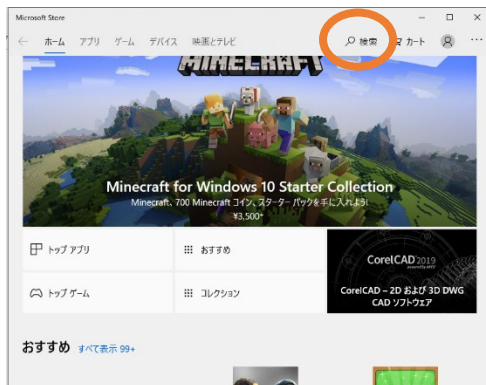 Microsoft Store
ホーム アプリ ゲーム デバイス 映画とテレビ 検索 カート
MINECRAFT
Minecraft for Windows 10 Starter Collection
Minecraft、700 Minecraft コイン、スターター パックを手に入れよう!
¥3,500+
トップ アプリ
おすすめ
CorelCAD 2019
トップ ゲーム
コレクション
CorelCAD – 2D および 3D DWG
CAD ソフトウェア
おすすめ すべて表示 99+